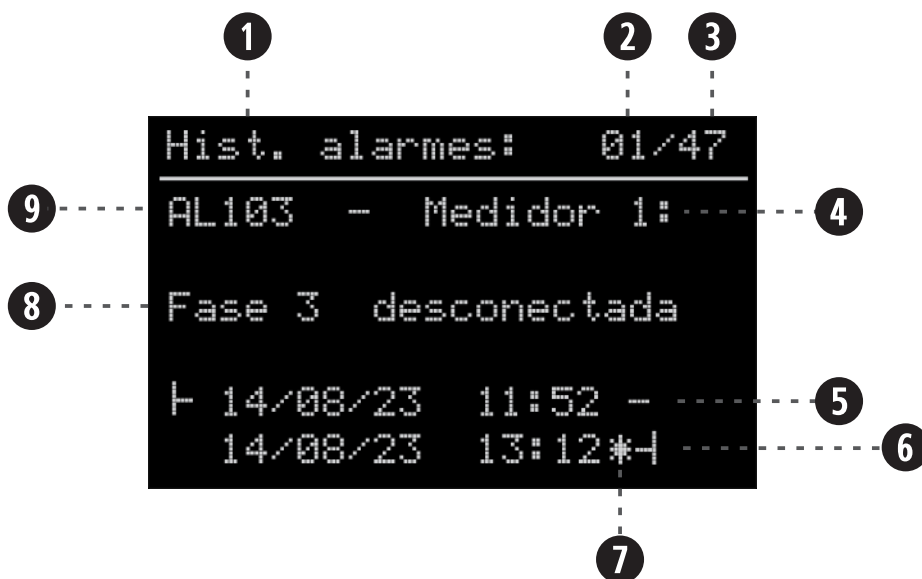 1 2 3
Hist. alarmes: 01/47
9 AL103 - Medidor 1: 4
8 Fase 3 desconectada
├ 14/08/23 11:52 - 5
14/08/23 13:12*┤ 6
7